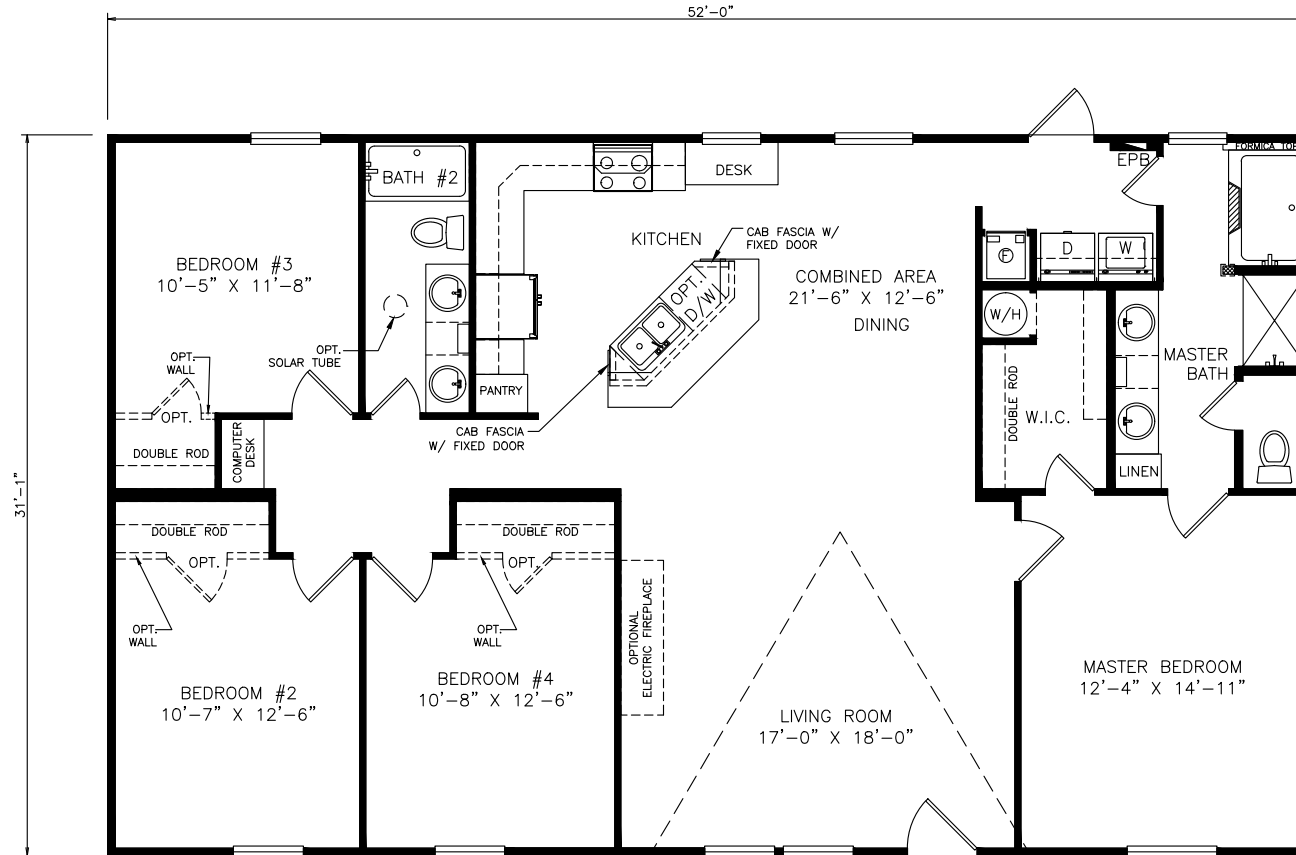 52'-0"
31'-1"
BATH #2
DESK
EPB
FORMICA TOP
BEDROOM #3
10'-5" X 11'-8"
KITCHEN
CAB FASCIA W/
FIXED DOOR
COMBINED AREA
21'-6" X 12'-6"
DINING
F
D
W
OPT.
D/W
W/H
OPT.
SOLAR TUBE
OPT.
WALL
OPT.
DOUBLE ROD
COMPUTER
DESK
PANTRY
CAB FASCIA
W/ FIXED DOOR
DOUBLE ROD
W.I.C.
MASTER
BATH
LINEN
DOUBLE ROD
OPT.
OPT.
WALL
DOUBLE ROD
OPT.
OPT.
WALL
BEDROOM #2
10'-7" X 12'-6"
BEDROOM #4
10'-8" X 12'-6"
OPTIONAL
ELECTRIC FIREPLACE
LIVING ROOM
17'-0" X 18'-0"
MASTER BEDROOM
12'-4" X 14'-11"